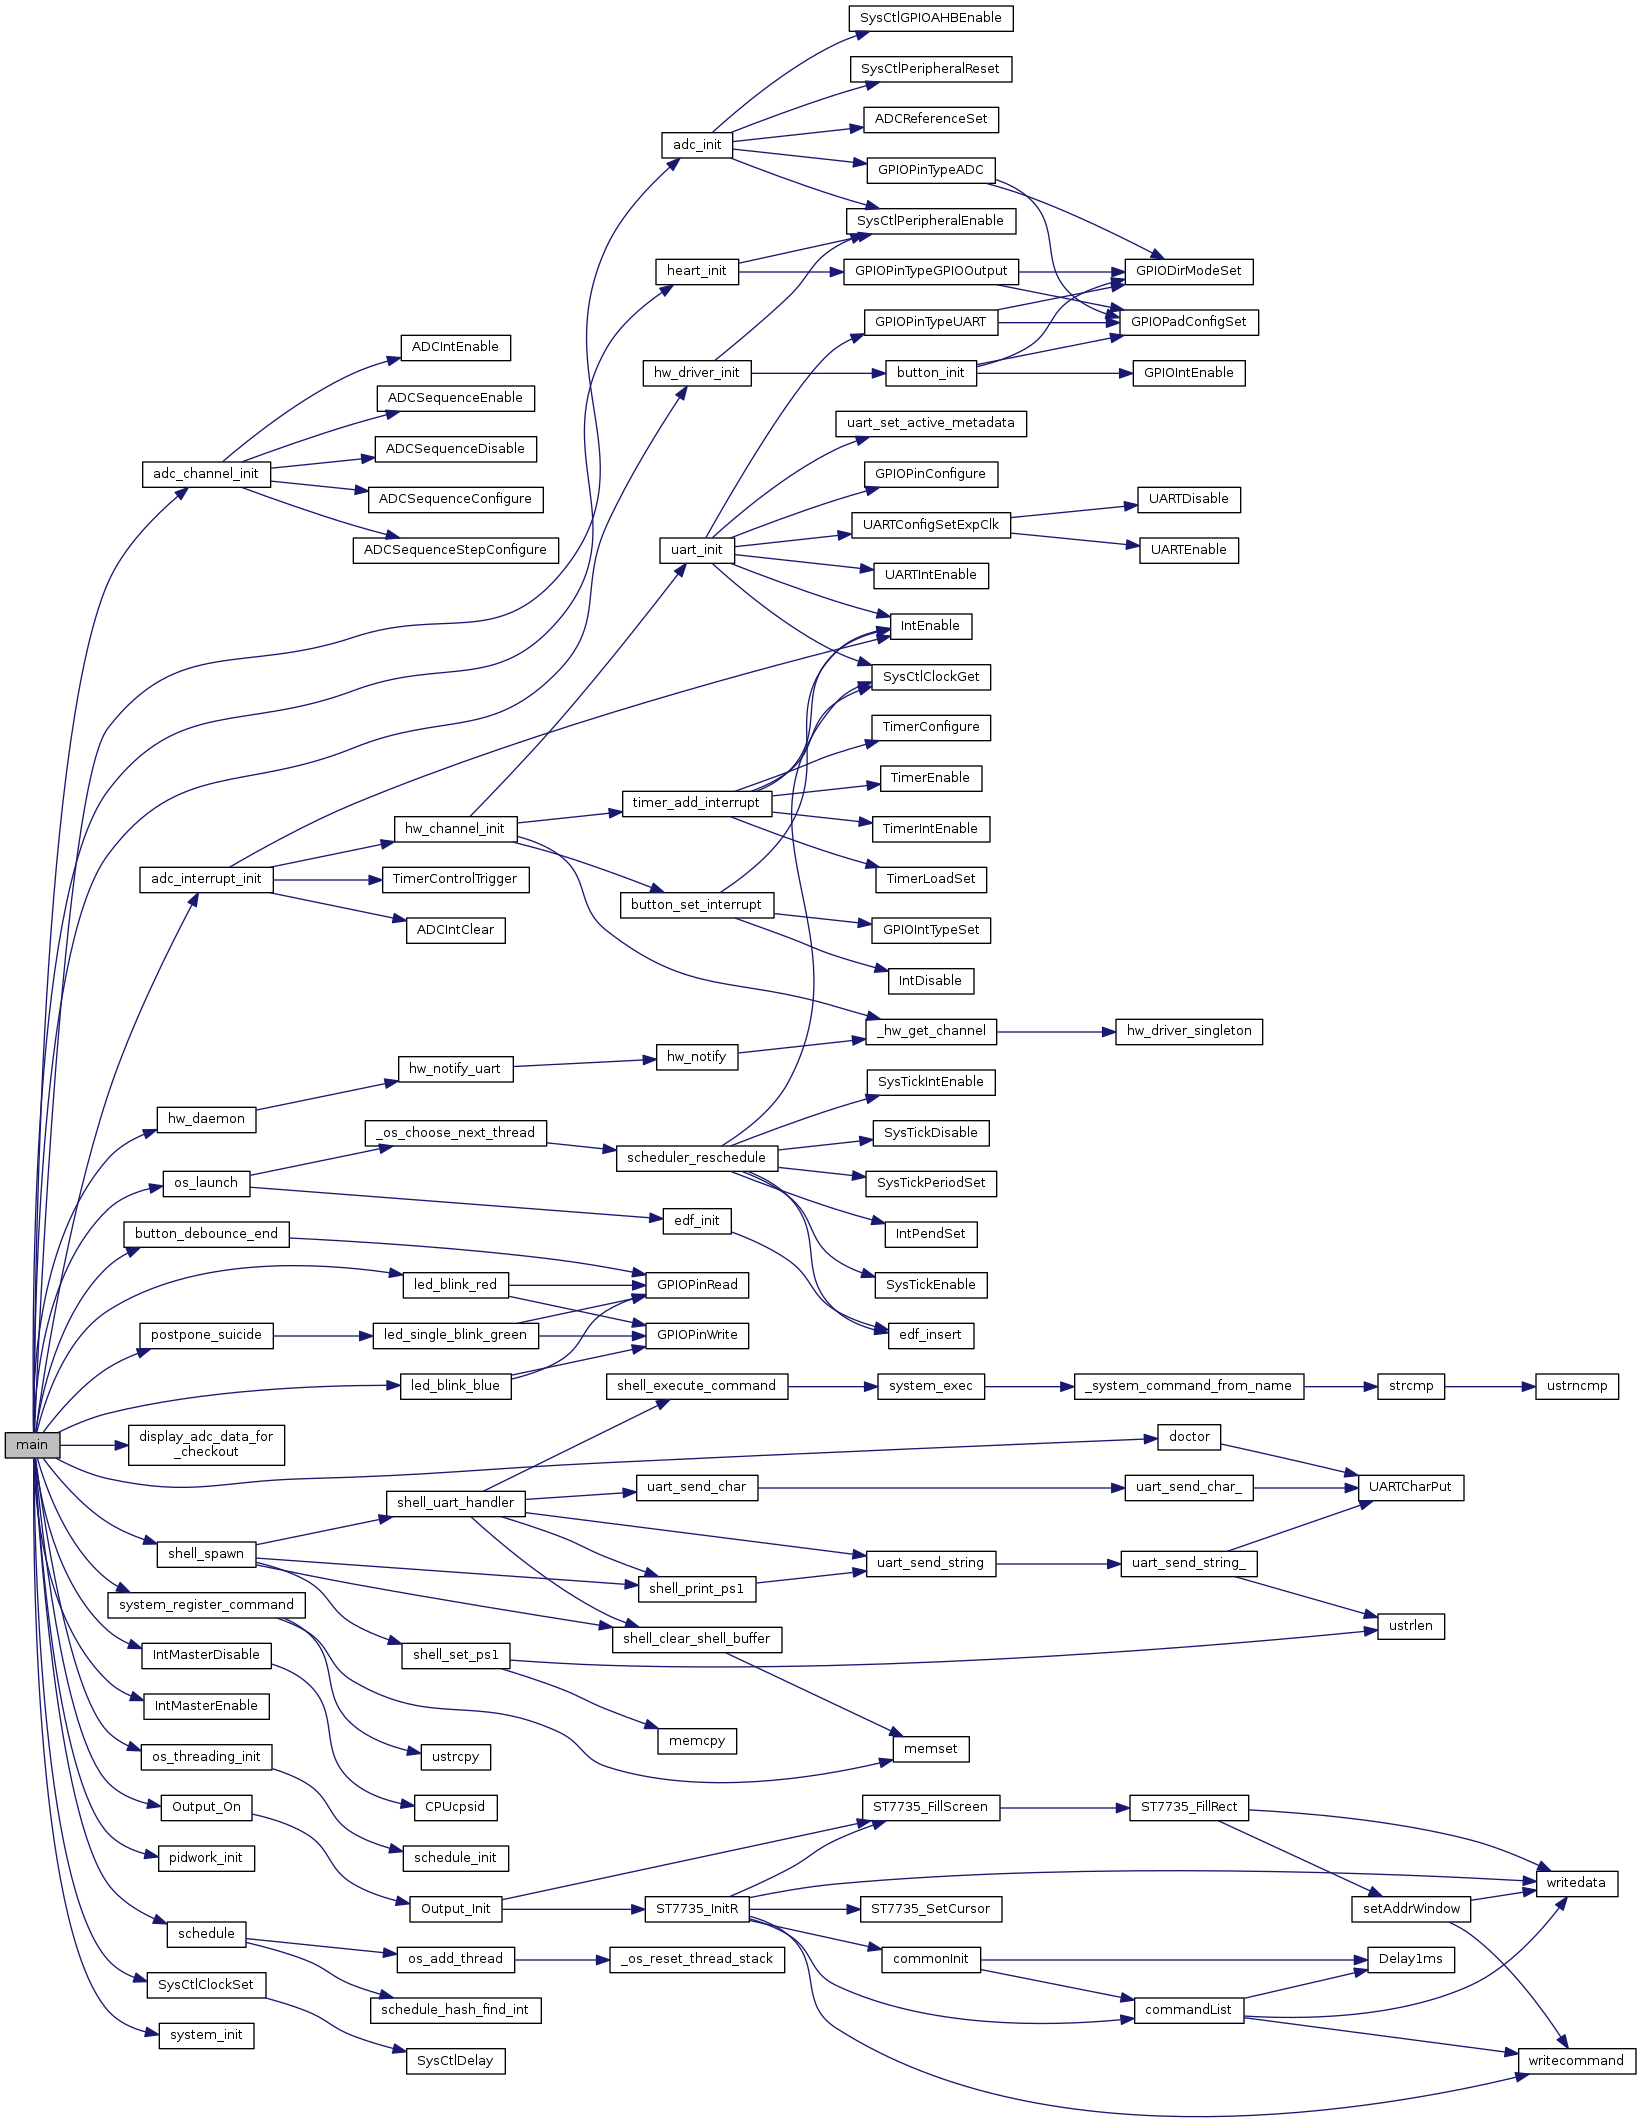 SysCtlGPIOAHBEnable
SysCtlPeripheralReset
ADCReferenceSet
adc_init
GPIOPinTypeADC
SysCtlPeripheralEnable
heart_init
GPIOPinTypeGPIOOutput
GPIODirModeSet
GPIOPinTypeUART
GPIOPadConfigSet
ADCIntEnable
hw_driver_init
button_init
GPIOIntEnable
ADCSequenceEnable
uart_set_active_metadata
ADCSequenceDisable
adc_channel_init
GPIOPinConfigure
ADCSequenceConfigure
UARTDisable
UARTConfigSetExpClk
ADCSequenceStepConfigure
uart_init
UARTEnable
UARTIntEnable
IntEnable
SysCtlClockGet
TimerConfigure
TimerEnable
timer_add_interrupt
hw_channel_init
TimerIntEnable
adc_interrupt_init
TimerControlTrigger
TimerLoadSet
button_set_interrupt
ADCIntClear
GPIOIntTypeSet
IntDisable
_hw_get_channel
hw_driver_singleton
hw_notify
hw_notify_uart
SysTickIntEnable
hw_daemon
_os_choose_next_thread
SysTickDisable
scheduler_reschedule
os_launch
SysTickPeriodSet
edf_init
button_debounce_end
IntPendSet
led_blink_red
GPIOPinRead
SysTickEnable
postpone_suicide
led_single_blink_green
GPIOPinWrite
edf_insert
led_blink_blue
shell_execute_command
system_exec
_system_command_from_name
strcmp
ustrncmp
main
display_adc_data_for
_checkout
doctor
shell_uart_handler
uart_send_char
uart_send_char_
UARTCharPut
shell_spawn
uart_send_string
uart_send_string_
shell_print_ps1
system_register_command
ustrlen
shell_clear_shell_buffer
IntMasterDisable
shell_set_ps1
IntMasterEnable
memcpy
memset
os_threading_init
ustrcpy
Output_On
CPUcpsid
ST7735_FillScreen
ST7735_FillRect
pidwork_init
schedule_init
writedata
Output_Init
ST7735_InitR
ST7735_SetCursor
setAddrWindow
schedule
os_add_thread
_os_reset_thread_stack
commonInit
Delay1ms
SysCtlClockSet
schedule_hash_find_int
commandList
system_init
SysCtlDelay
writecommand